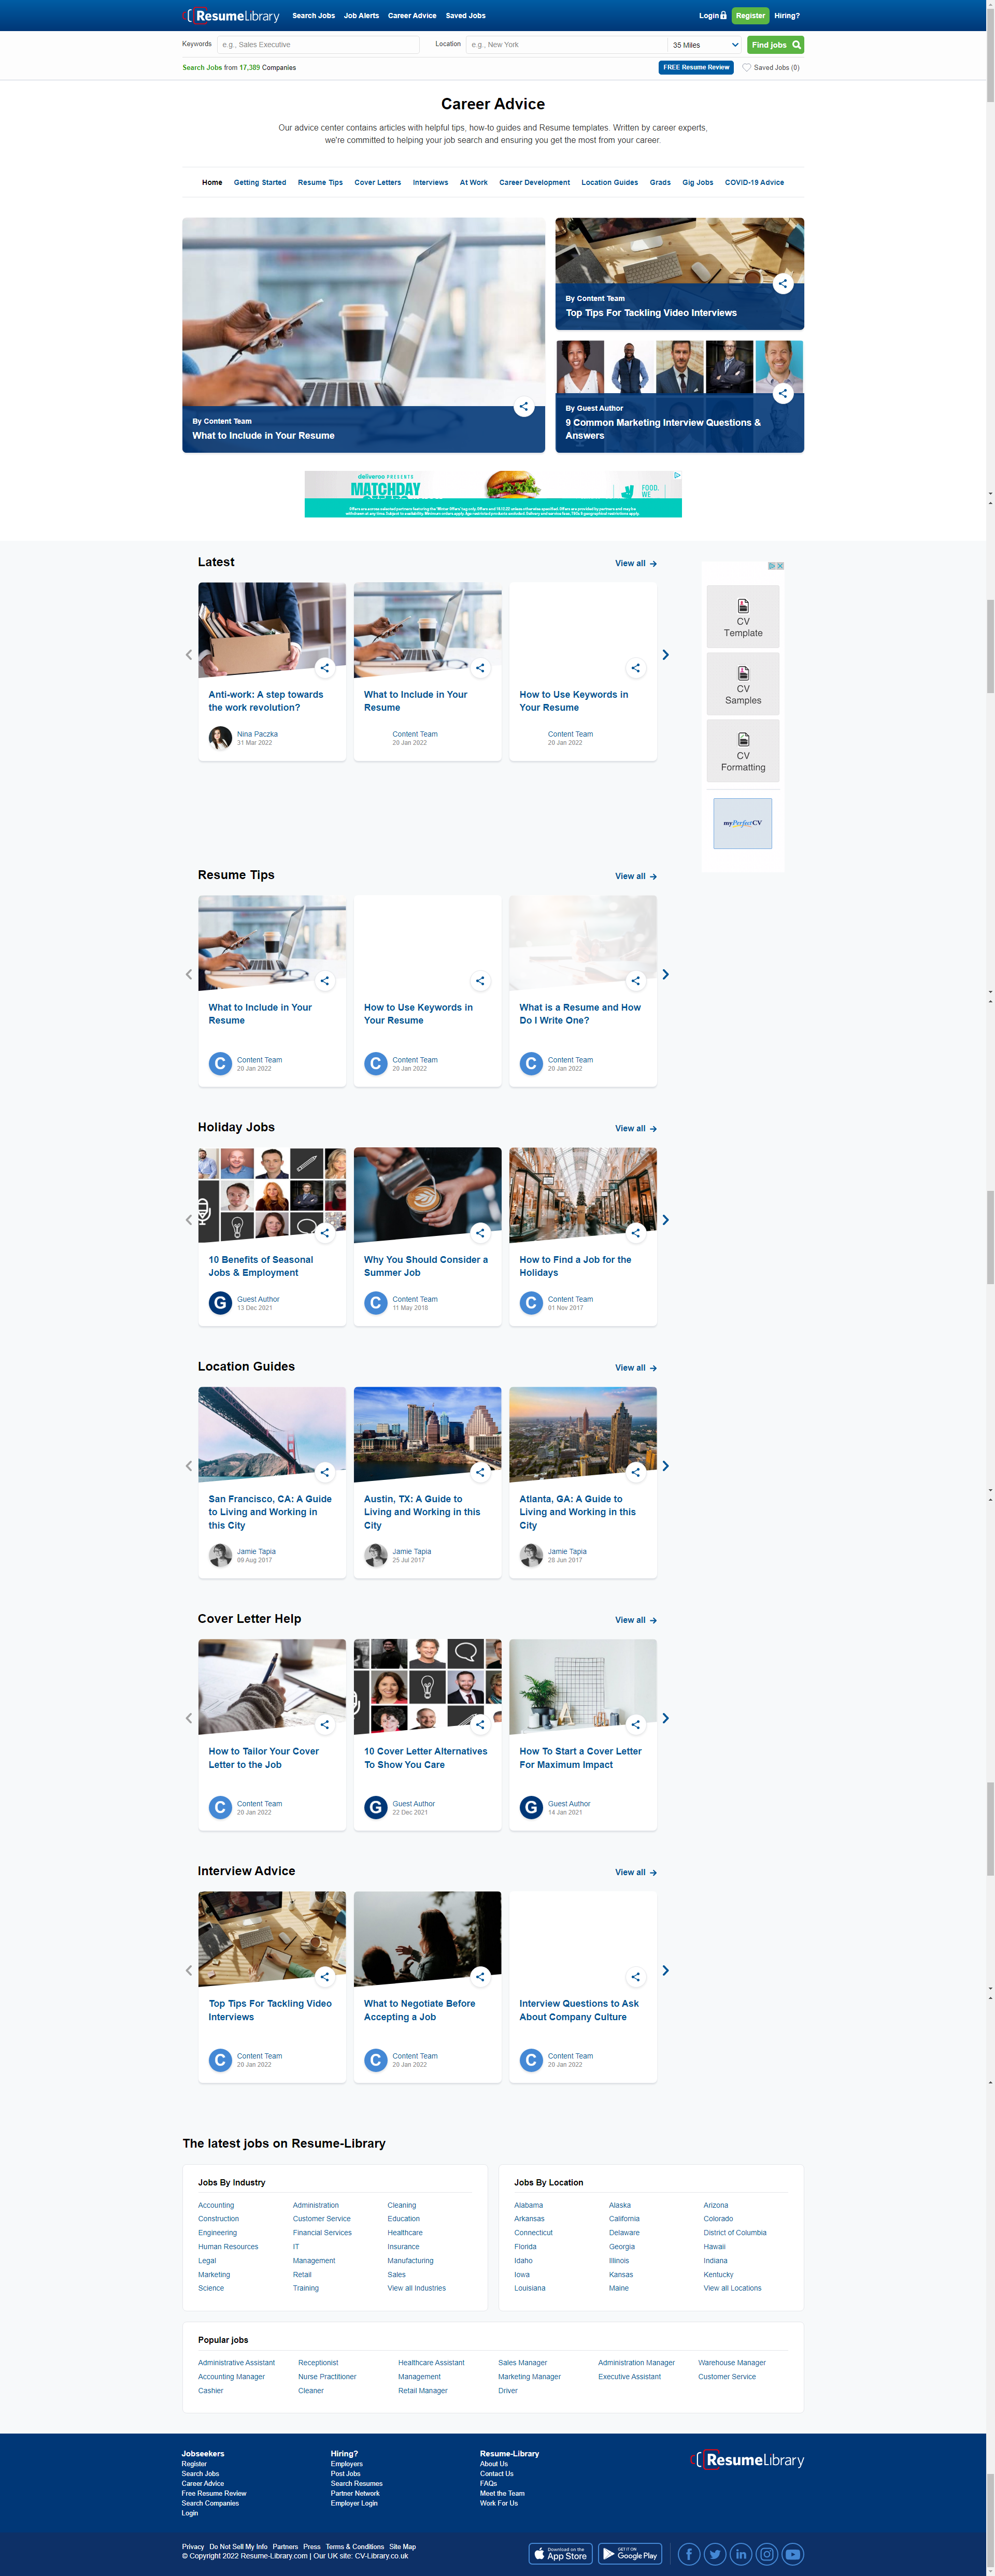 ResumeLibrary Search Jobs Job Alerts Career Advice Saved Jobs Login Register Hiring?
Keywords e.g., Sales Executive Location e.g., New York 35 Miles Find jobs
Search Jobs from 17,389 Companies FREE Resume Review Saved Jobs (0)
Career Advice
Our advice center contains articles with helpful tips, how-to guides and Resume templates. Written by career experts,
we're committed to helping your job search and ensuring you get the most from your career.
Home Getting Started Resume Tips Cover Letters Interviews At Work Career Development Location Guides Grads Gig Jobs COVID-19 Advice
By Content Team
What to Include in Your Resume
By Content Team
Top Tips For Tackling Video Interviews
By Guest Author
9 Common Marketing Interview Questions &
Answers
deliveroo PRESENTS
MATCHDAY
FOOD.
WE
Latest View all
Anti-work: A step towards
the work revolution?
Nina Paczka
31 Mar 2022
What to Include in Your
Resume
Content Team
20 Jan 2022
How to Use Keywords in
Your Resume
Content Team
20 Jan 2022
CV
Template
CV
Samples
CV
Formatting
myPerfectCV
Resume Tips View all
What to Include in Your
Resume
C Content Team
20 Jan 2022
How to Use Keywords in
Your Resume
C Content Team
20 Jan 2022
What is a Resume and How
Do I Write One?
C Content Team
20 Jan 2022
Holiday Jobs View all
10 Benefits of Seasonal
Jobs & Employment
G Guest Author
13 Dec 2021
Why You Should Consider a
Summer Job
C Content Team
11 May 2018
How to Find a Job for the
Holidays
C Content Team
01 Nov 2017
Location Guides View all
San Francisco, CA: A Guide
to Living and Working in
this City
Jamie Tapia
09 Aug 2017
Austin, TX: A Guide to
Living and Working in this
City
Jamie Tapia
25 Jul 2017
Atlanta, GA: A Guide to
Living and Working in this
City
Jamie Tapia
28 Jun 2017
Cover Letter Help View all
How to Tailor Your Cover
Letter to the Job
C Content Team
20 Jan 2022
10 Cover Letter Alternatives
To Show You Care
G Guest Author
22 Dec 2021
How To Start a Cover Letter
For Maximum Impact
G Guest Author
14 Jan 2021
Interview Advice View all
Top Tips For Tackling Video
Interviews
C Content Team
20 Jan 2022
What to Negotiate Before
Accepting a Job
C Content Team
20 Jan 2022
Interview Questions to Ask
About Company Culture
C Content Team
20 Jan 2022
The latest jobs on Resume-Library
Jobs By Industry
Accounting Administration Cleaning
Construction Customer Service Education
Engineering Financial Services Healthcare
Human Resources IT Insurance
Legal Management Manufacturing
Marketing Retail Sales
Science Training View all Industries
Jobs By Location
Alabama Alaska Arizona
Arkansas California Colorado
Connecticut Delaware District of Columbia
Florida Georgia Hawaii
Idaho Illinois Indiana
Iowa Kansas Kentucky
Louisiana Maine View all Locations
Popular jobs
Administrative Assistant Receptionist Healthcare Assistant Sales Manager Administration Manager Warehouse Manager
Accounting Manager Nurse Practitioner Management Marketing Manager Executive Assistant Customer Service
Cashier Cleaner Retail Manager Driver
Jobseekers
Register
Search Jobs
Career Advice
Free Resume Review
Search Companies
Login
Hiring?
Employers
Post Jobs
Search Resumes
Partner Network
Employer Login
Resume-Library
About Us
Contact Us
FAQs
Meet the Team
Work For Us
ResumeLibrary
Privacy Do Not Sell My Info Partners Press Terms & Conditions Site Map
© Copyright 2022 Resume-Library.com | Our UK site: CV-Library.co.uk
Download on the
App Store
GET IT ON
Google Play